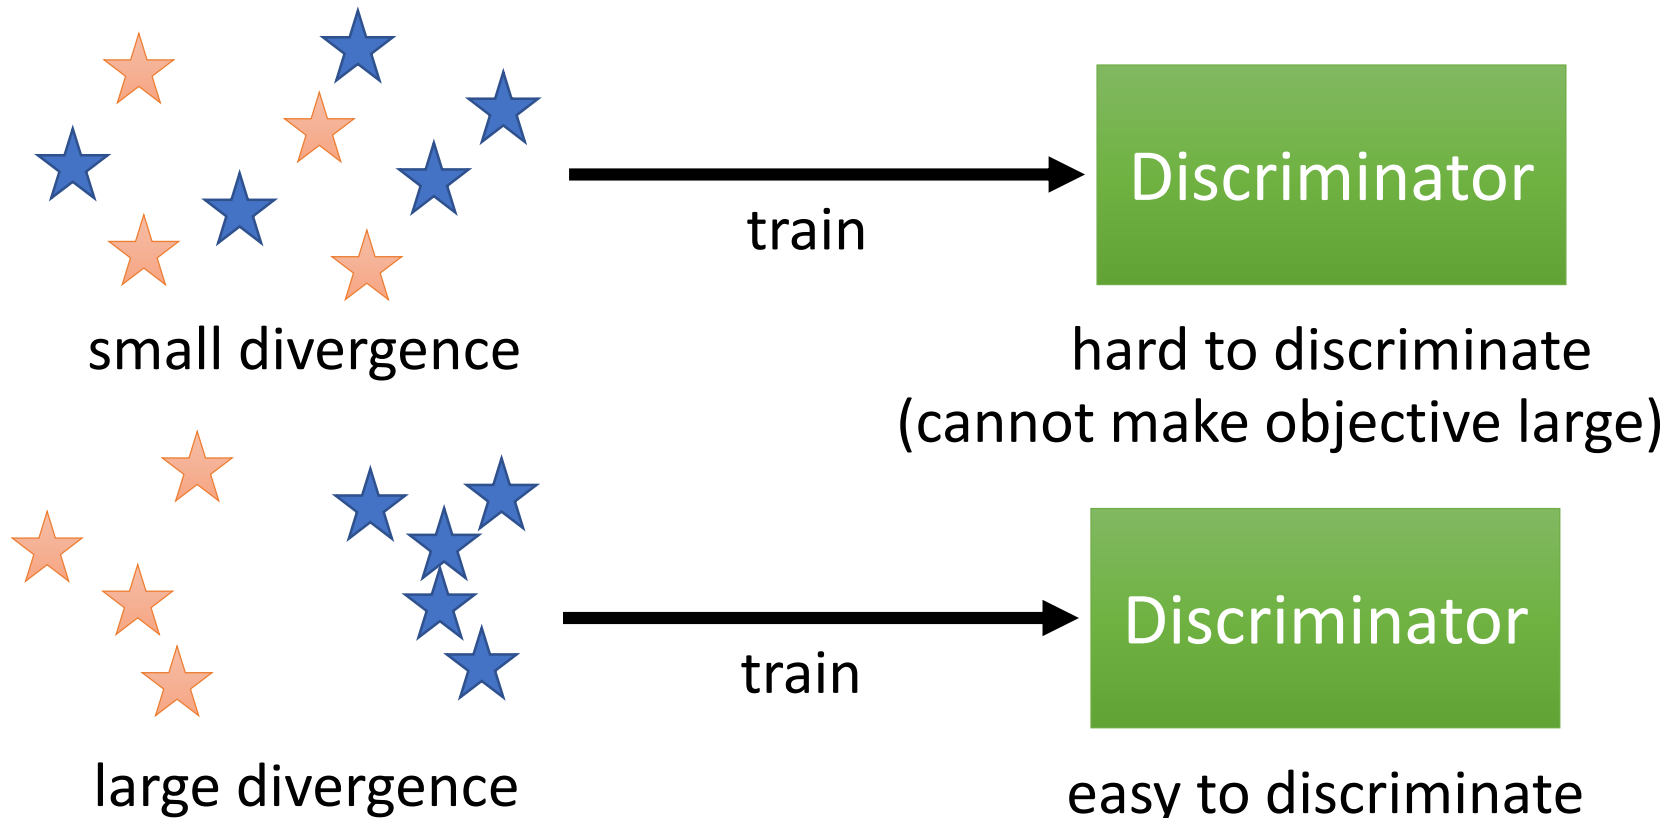 Discriminator
train
small divergence
hard to discriminate
(cannot make objective large)
Discriminator
train
large divergence
easy to discriminate